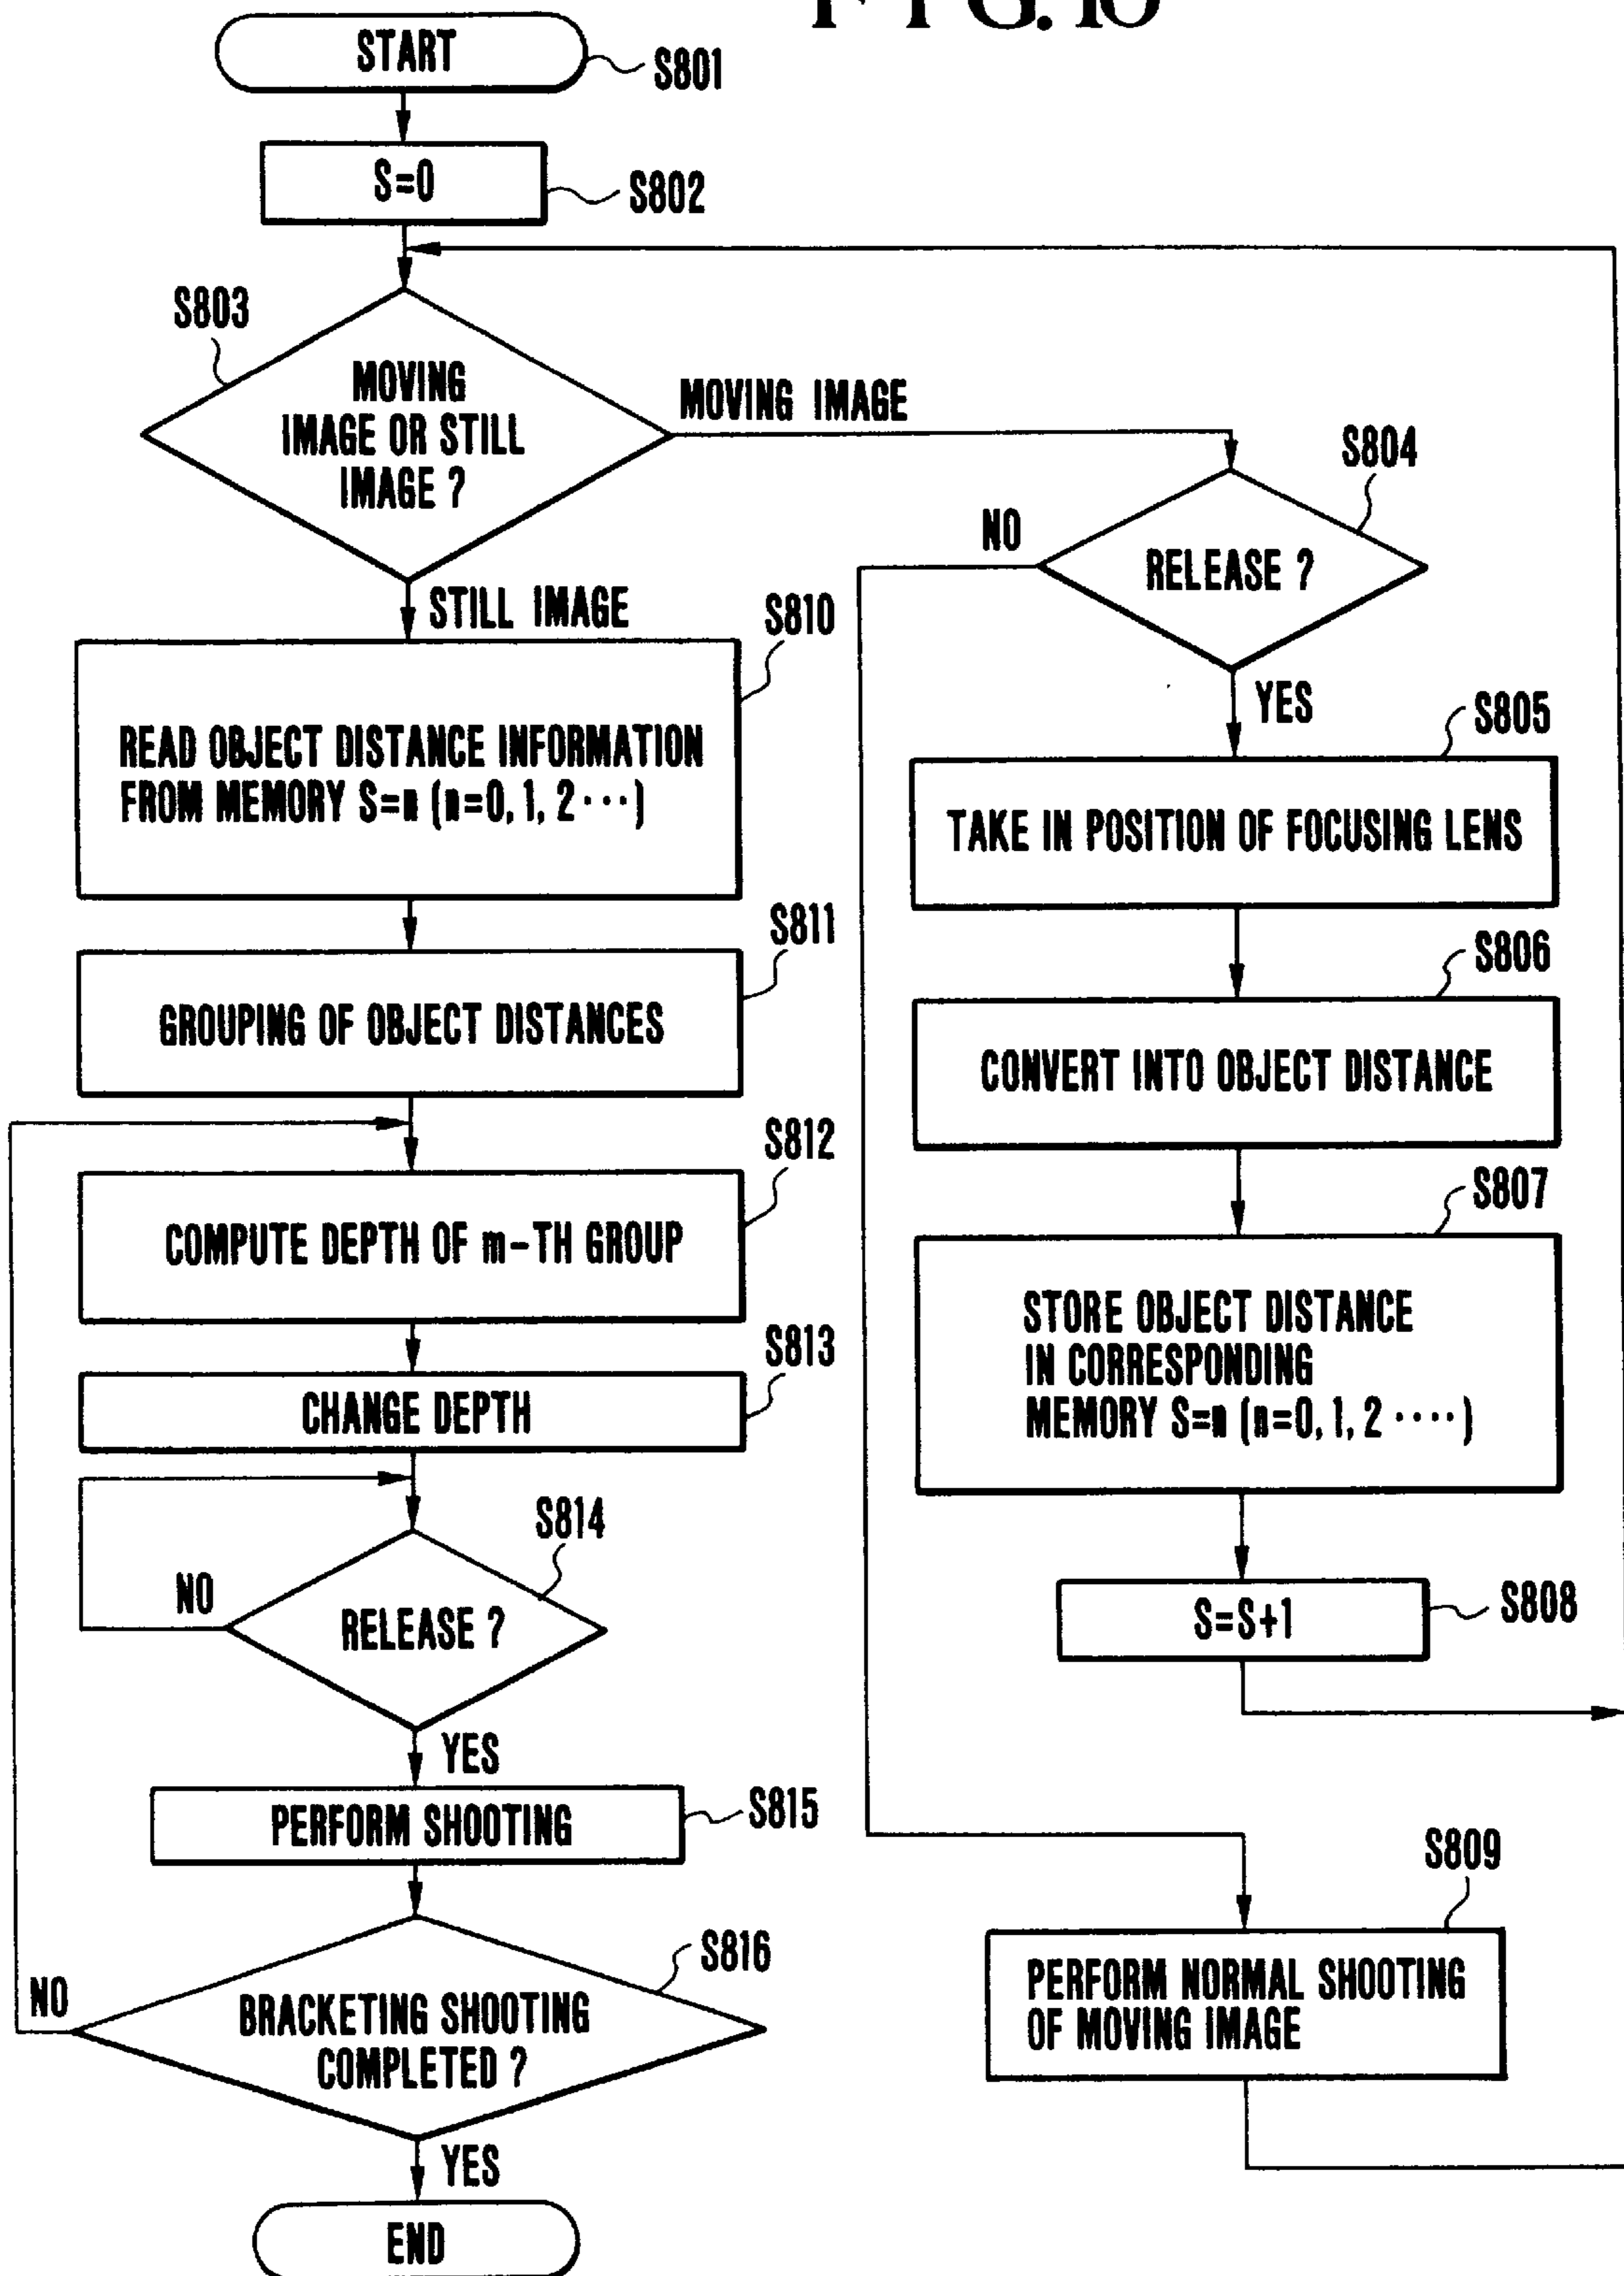 FIG. 10
START
S801
S=0
S802
S803
MOVING
IMAGE OR STILL
IMAGE ?
MOVING IMAGE
S804
NO
RELEASE ?
STILL IMAGE
S810
YES
S805
READ OBJECT DISTANCE INFORMATION
FROM MEMORY S=n (n=0, 1, 2 ···)
TAKE IN POSITION OF FOCUSING LENS
S811
S806
GROUPING OF OBJECT DISTANCES
CONVERT INTO OBJECT DISTANCE
S812
S807
COMPUTE DEPTH OF m-TH GROUP
STORE OBJECT DISTANCE
IN CORRESPONDING
MEMORY S=n (n=0, 1, 2 ····)
S813
CHANGE DEPTH
S814
NO
RELEASE ?
S=S+1
S808
YES
PERFORM SHOOTING
S815
S809
S816
NO
BRACKETING SHOOTING
COMPLETED ?
PERFORM NORMAL SHOOTING
OF MOVING IMAGE
YES
END